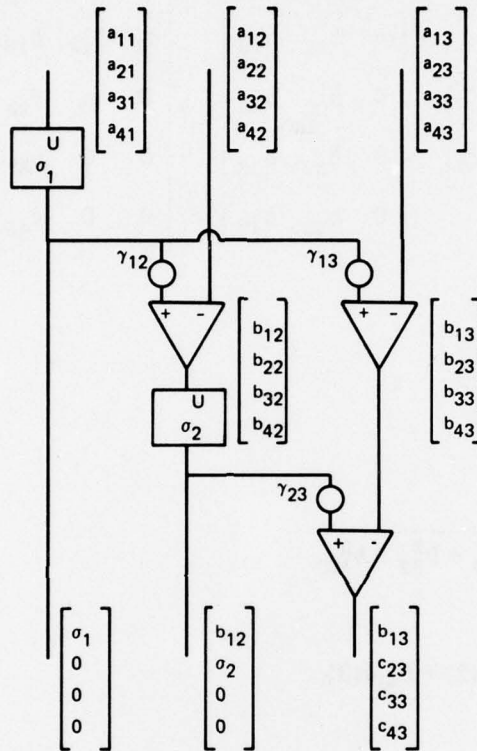 a11 a12 a13
a21 a22 a23
a31 a32 a33
a41 a42 a43
U
σ1
γ12 γ13
+ - + -
b12 b13
b22 b23
b32 b33
b42 b43
U
σ2
γ23
+ -
σ1 b12 b13
0 σ2 c23
0 0 c33
0 0 c43